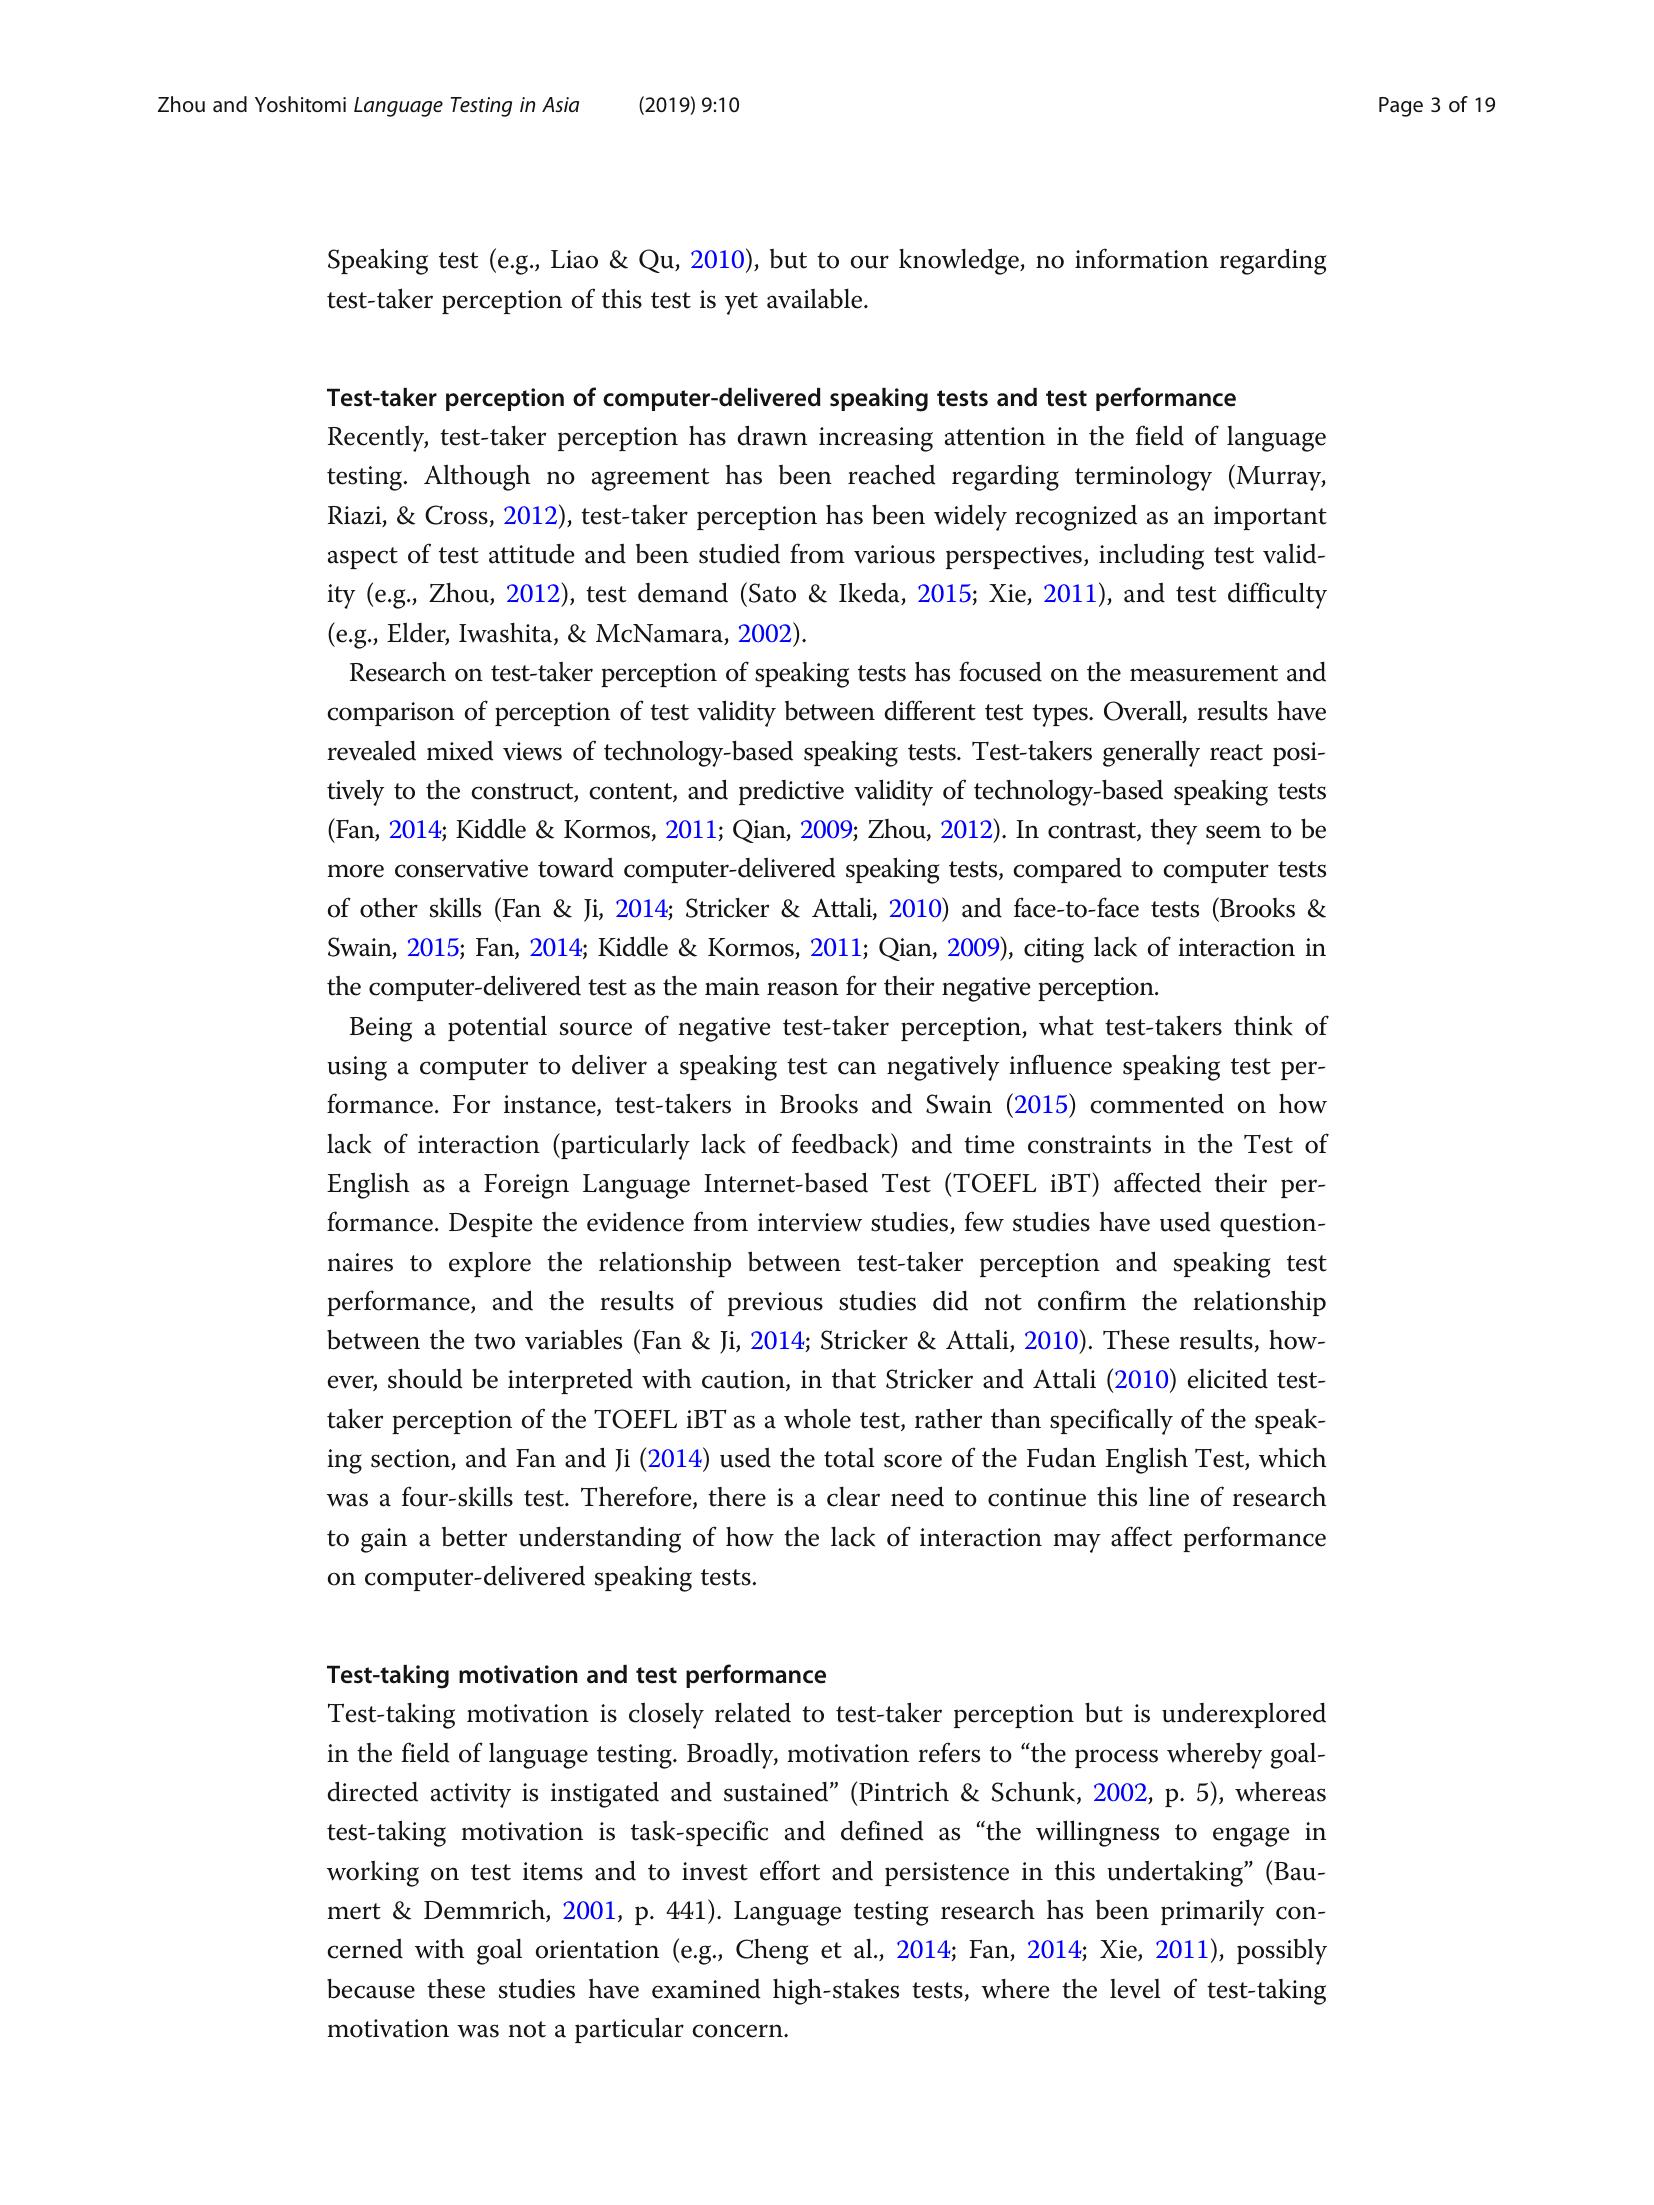 Zhou and Yoshitomi Language Testing in Asia (2019) 9:10 Page 3 of 19
Speaking test (e.g., Liao & Qu, 2010), but to our knowledge, no information regarding
test-taker perception of this test is yet available.
Test-taker perception of computer-delivered speaking tests and test performance
Recently, test-taker perception has drawn increasing attention in the field of language
testing. Although no agreement has been reached regarding terminology (Murray,
Riazi, & Cross, 2012), test-taker perception has been widely recognized as an important
aspect of test attitude and been studied from various perspectives, including test valid-
ity (e.g., Zhou, 2012), test demand (Sato & Ikeda, 2015; Xie, 2011), and test difficulty
(e.g., Elder, Iwashita, & McNamara, 2002).
Research on test-taker perception of speaking tests has focused on the measurement and
comparison of perception of test validity between different test types. Overall, results have
revealed mixed views of technology-based speaking tests. Test-takers generally react posi-
tively to the construct, content, and predictive validity of technology-based speaking tests
(Fan, 2014; Kiddle & Kormos, 2011; Qian, 2009; Zhou, 2012). In contrast, they seem to be
more conservative toward computer-delivered speaking tests, compared to computer tests
of other skills (Fan & Ji, 2014; Stricker & Attali, 2010) and face-to-face tests (Brooks &
Swain, 2015; Fan, 2014; Kiddle & Kormos, 2011; Qian, 2009), citing lack of interaction in
the computer-delivered test as the main reason for their negative perception.
Being a potential source of negative test-taker perception, what test-takers think of
using a computer to deliver a speaking test can negatively influence speaking test per-
formance. For instance, test-takers in Brooks and Swain (2015) commented on how
lack of interaction (particularly lack of feedback) and time constraints in the Test of
English as a Foreign Language Internet-based Test (TOEFL iBT) affected their per-
formance. Despite the evidence from interview studies, few studies have used question-
naires to explore the relationship between test-taker perception and speaking test
performance, and the results of previous studies did not confirm the relationship
between the two variables (Fan & Ji, 2014; Stricker & Attali, 2010). These results, how-
ever, should be interpreted with caution, in that Stricker and Attali (2010) elicited test-
taker perception of the TOEFL iBT as a whole test, rather than specifically of the speak-
ing section, and Fan and Ji (2014) used the total score of the Fudan English Test, which
was a four-skills test. Therefore, there is a clear need to continue this line of research
to gain a better understanding of how the lack of interaction may affect performance
on computer-delivered speaking tests.
Test-taking motivation and test performance
Test-taking motivation is closely related to test-taker perception but is underexplored
in the field of language testing. Broadly, motivation refers to “the process whereby goal-
directed activity is instigated and sustained” (Pintrich & Schunk, 2002, p. 5), whereas
test-taking motivation is task-specific and defined as “the willingness to engage in
working on test items and to invest effort and persistence in this undertaking” (Bau-
mert & Demmrich, 2001, p. 441). Language testing research has been primarily con-
cerned with goal orientation (e.g., Cheng et al., 2014; Fan, 2014; Xie, 2011), possibly
because these studies have examined high-stakes tests, where the level of test-taking
motivation was not a particular concern.